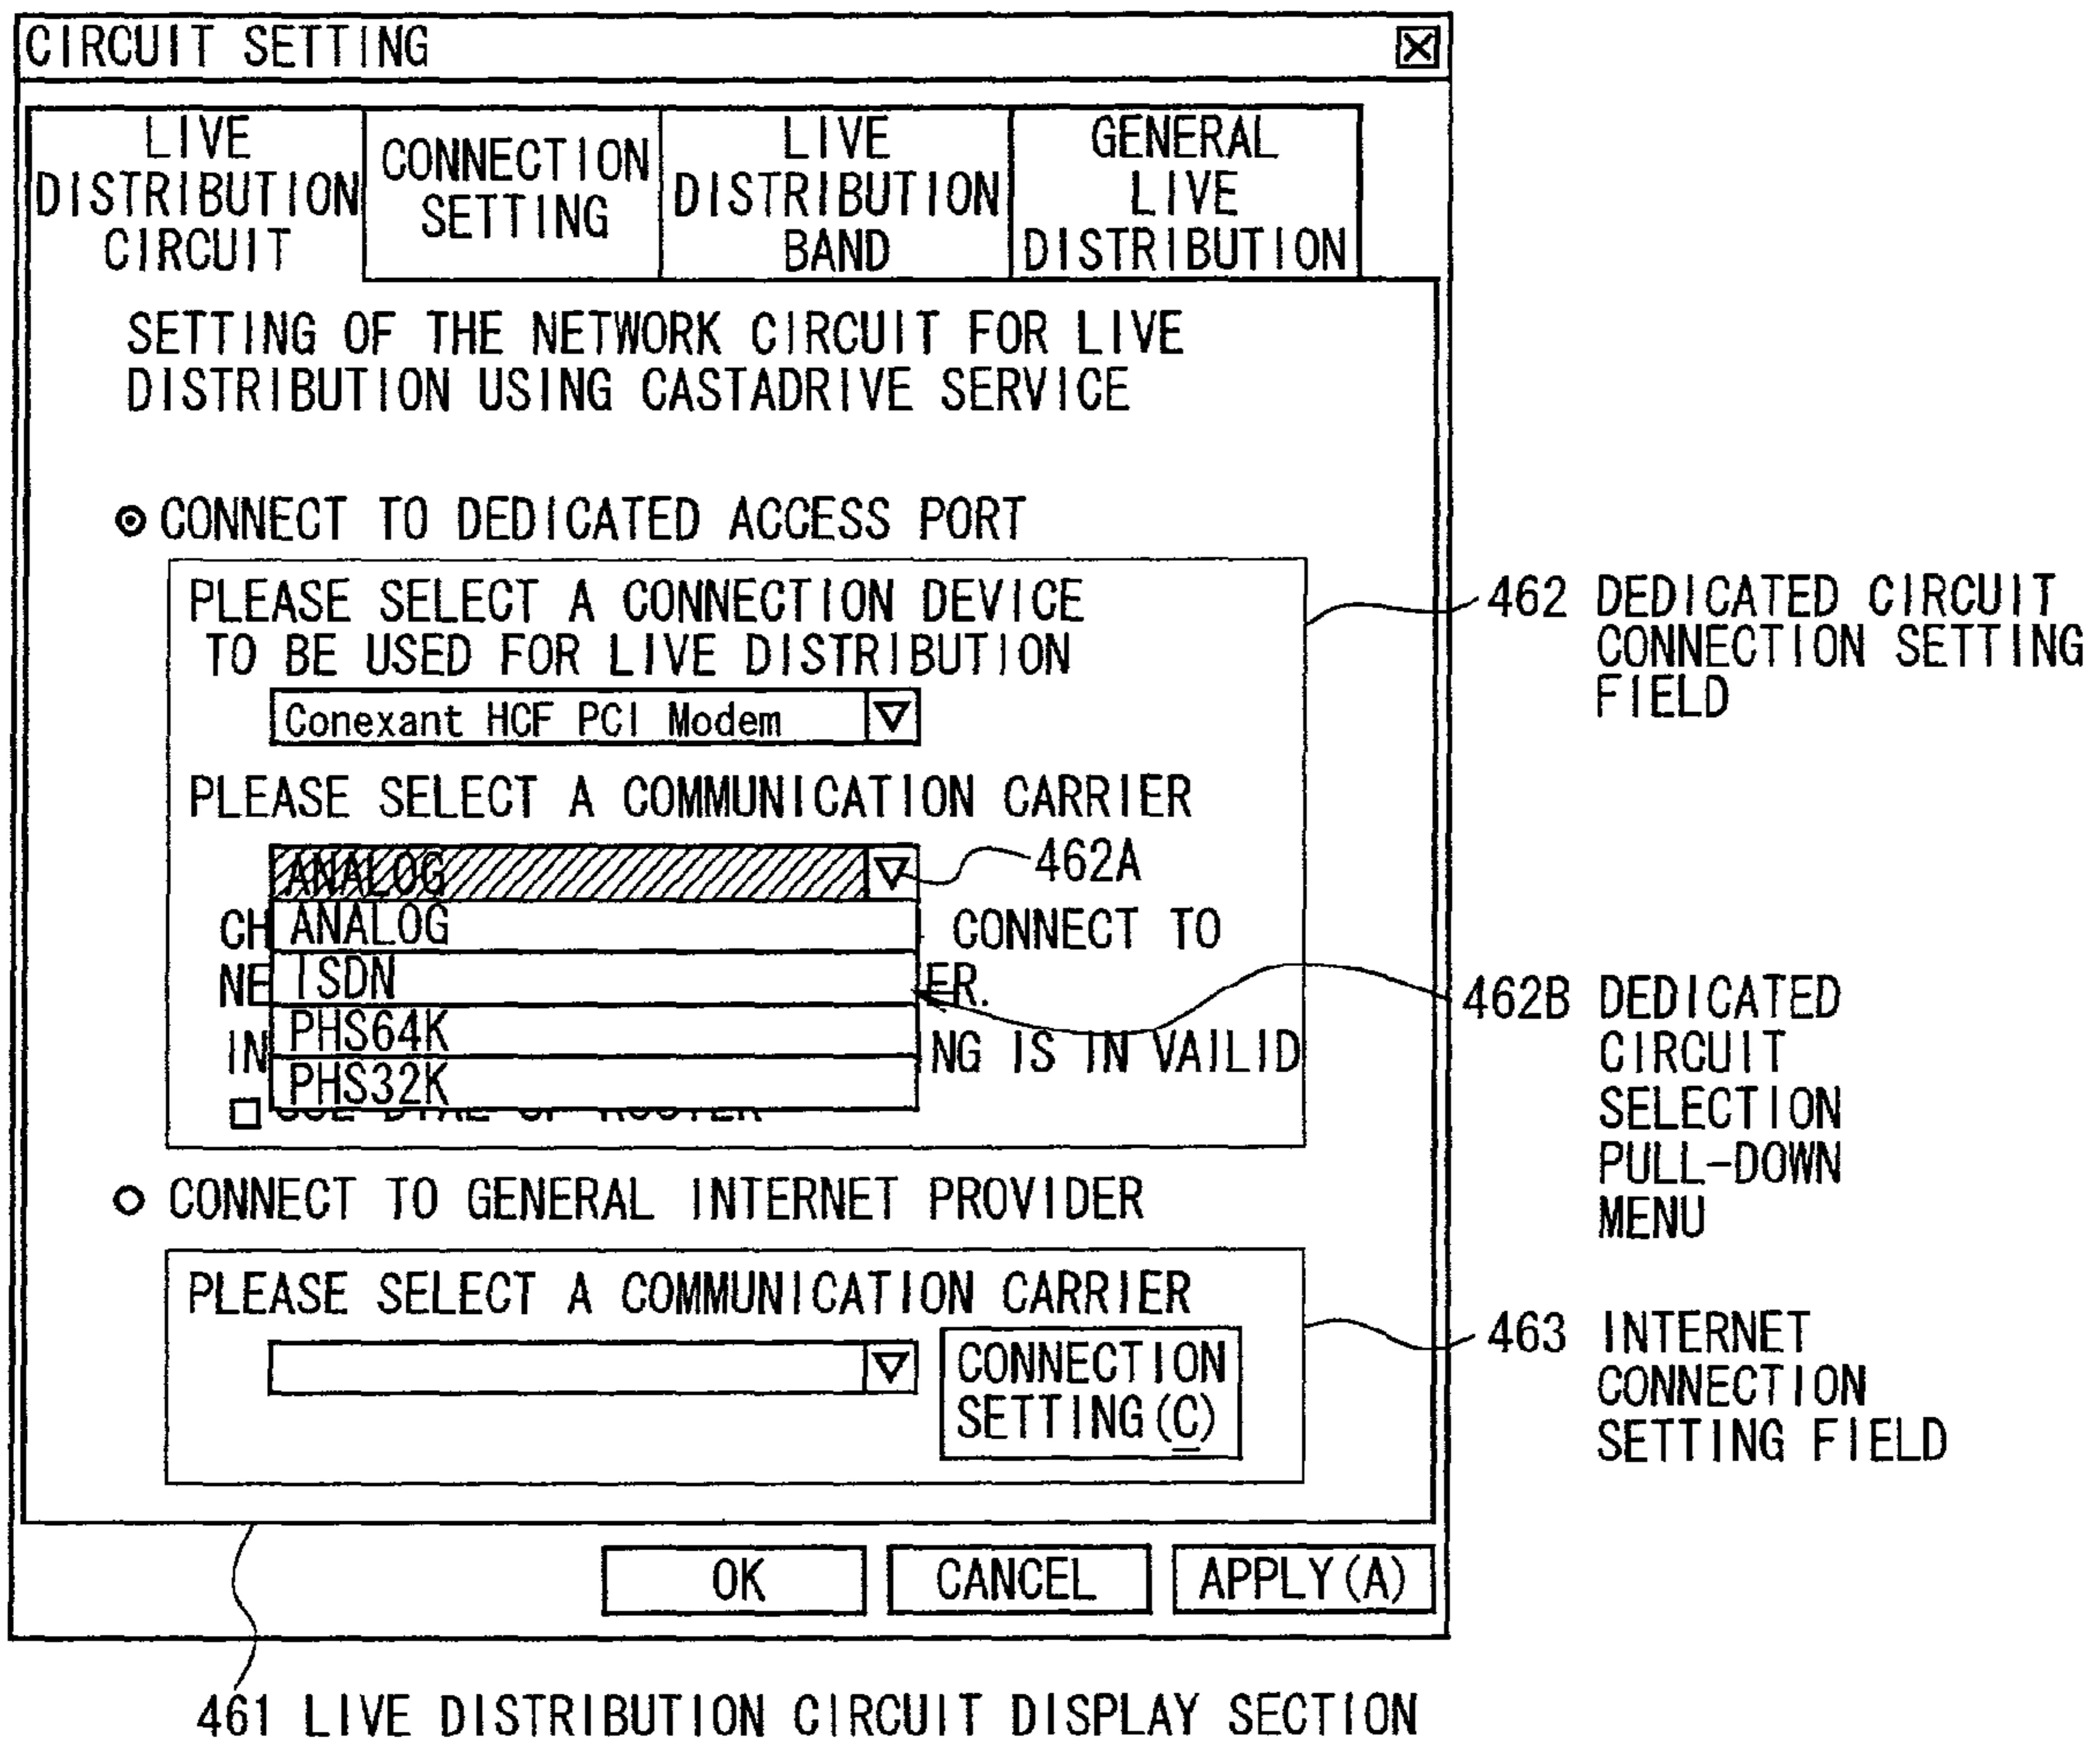 CIRCUIT SETTING
LIVE
DISTRIBUTION
CIRCUIT
CONNECTION
SETTING
LIVE
DISTRIBUTION
BAND
GENERAL
LIVE
DISTRIBUTION
SETTING OF THE NETWORK CIRCUIT FOR LIVE
DISTRIBUTION USING CASTADRIVE SERVICE
CONNECT TO DEDICATED ACCESS PORT
PLEASE SELECT A CONNECTION DEVICE
TO BE USED FOR LIVE DISTRIBUTION
Conexant HCF PCI Modem
PLEASE SELECT A COMMUNICATION CARRIER
ANALOG
462A
CH
ANALOG
CONNECT TO
NE
ISDN
ER.
PHS64K
IN
NG IS IN VAILID
PHS32K
CONNECT TO GENERAL INTERNET PROVIDER
PLEASE SELECT A COMMUNICATION CARRIER
CONNECTION
SETTING(C)
OK
CANCEL
APPLY(A)
462 DEDICATED CIRCUIT
CONNECTION SETTING
FIELD
462B DEDICATED
CIRCUIT
SELECTION
PULL-DOWN
MENU
463 INTERNET
CONNECTION
SETTING FIELD
461 LIVE DISTRIBUTION CIRCUIT DISPLAY SECTION